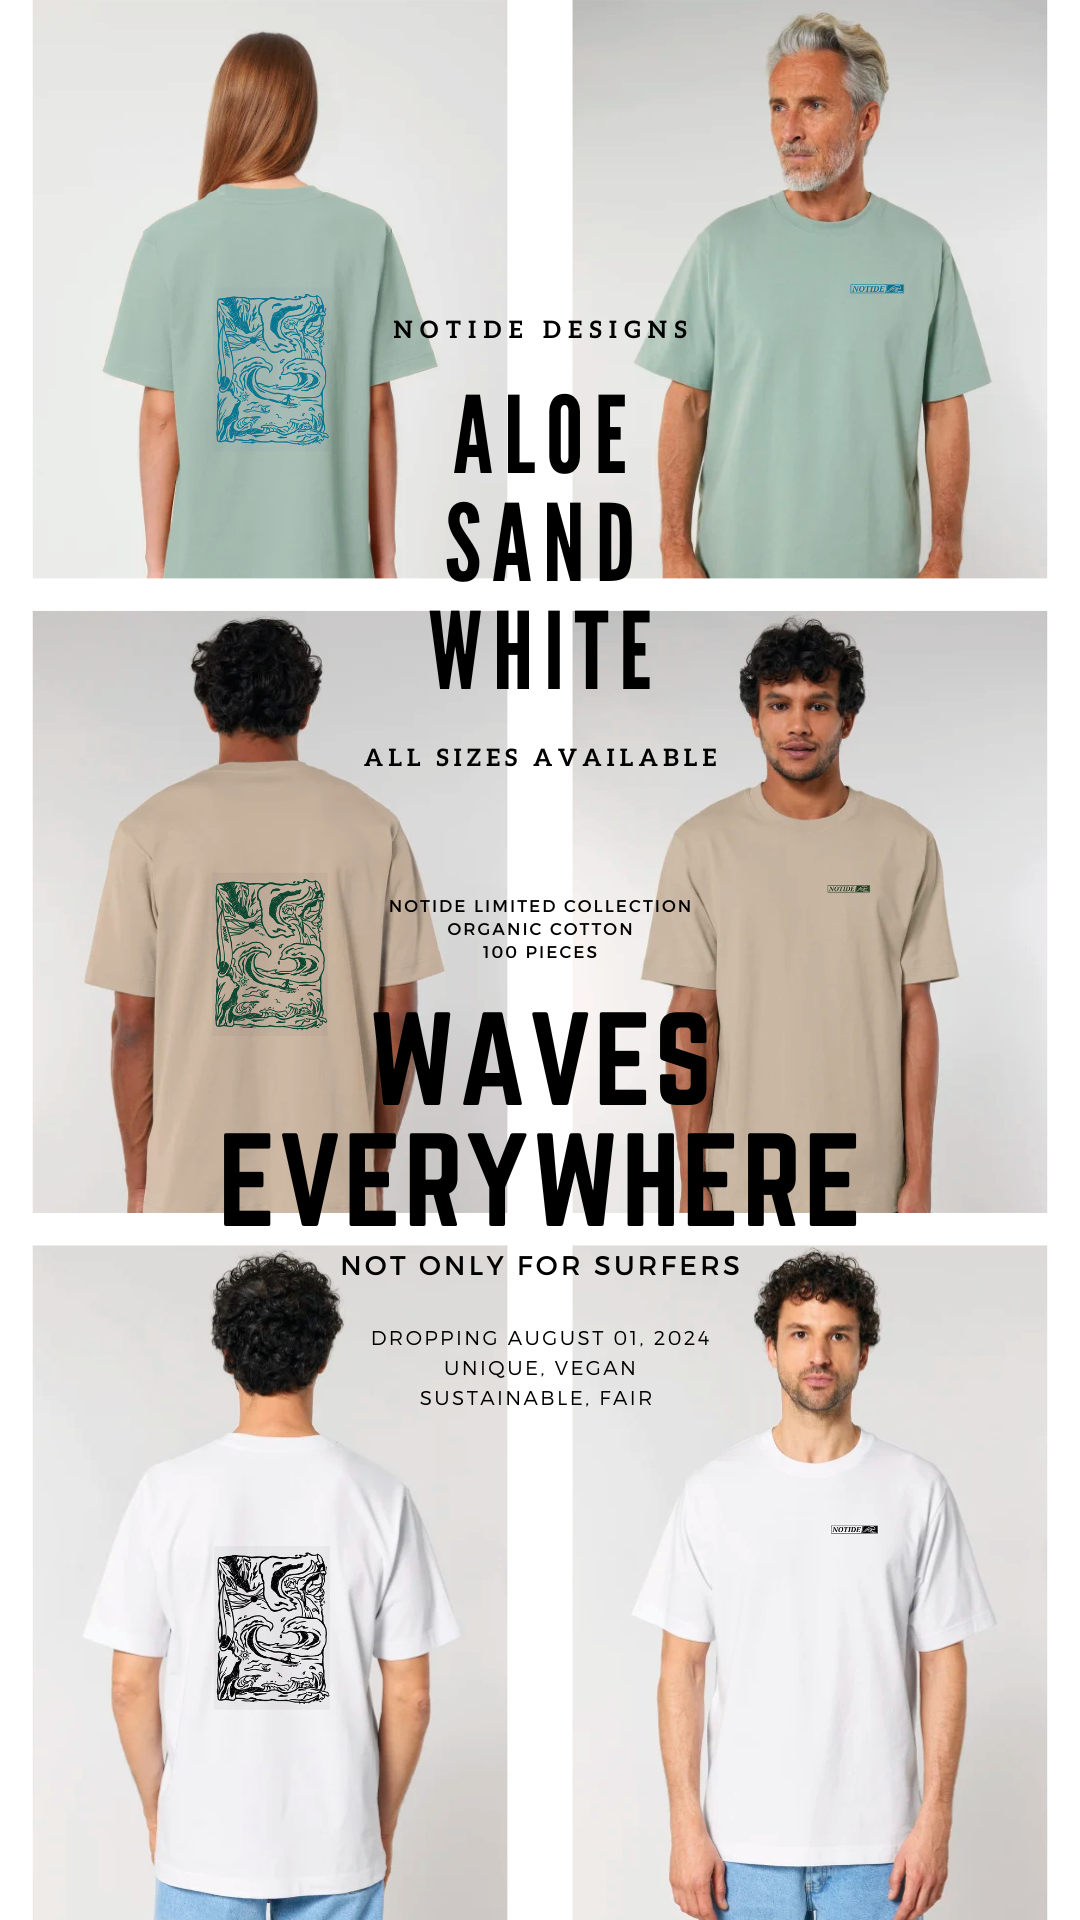 NOTIDE DESIGNS
NOTIDE
ALOE
SAND
WHITE
ALL SIZES AVAILABLE
NOTIDE
NOTIDE LIMITED COLLECTION
ORGANIC COTTON
100 PIECES
WAVES
EVERYWHERE
NOT ONLY FOR SURFERS
DROPPING AUGUST 01, 2024
UNIQUE, VEGAN
SUSTAINABLE, FAIR
NOTIDE